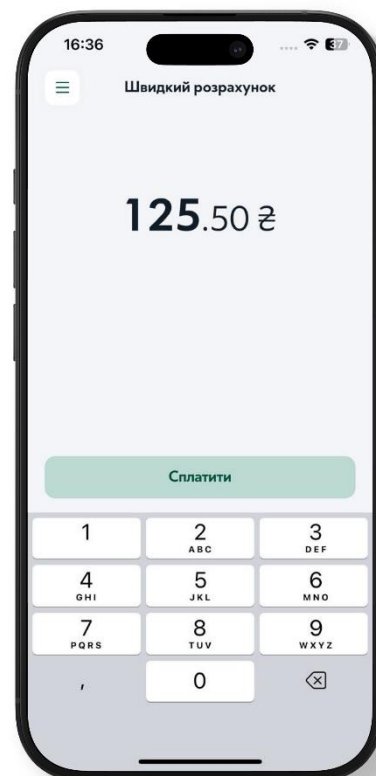 16:36
37
Швидкий розрахунок
125.50 ₴
Сплатити
1
2
ABC
3
DEF
4
GHI
5
JKL
6
MNO
7
PQRS
8
TUV
9
WXYZ
,
0